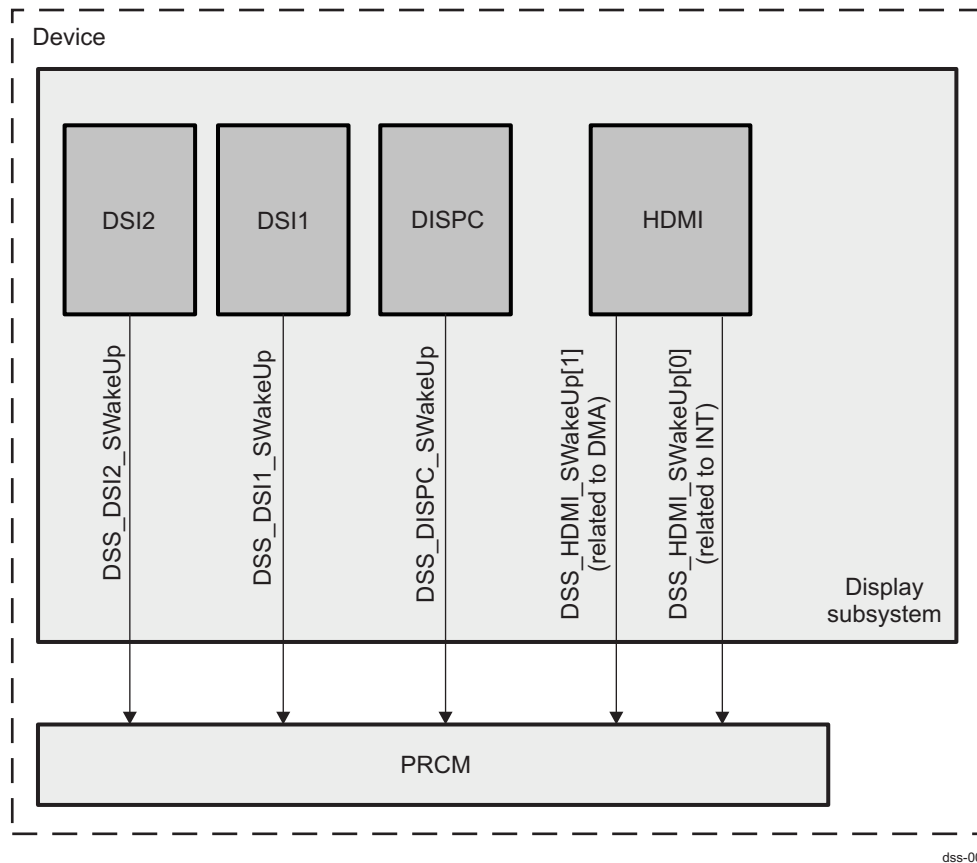 Device
DSI2
DSI1
DISPC
HDMI
DSS_DSI2_SWakeUp
DSS_DSI1_SWakeUp
DSS_DISPC_SWakeUp
DSS_HDMI_SWakeUp[1]
(related to DMA)
DSS_HDMI_SWakeUp[0]
(related to INT)
Display
subsystem
PRCM